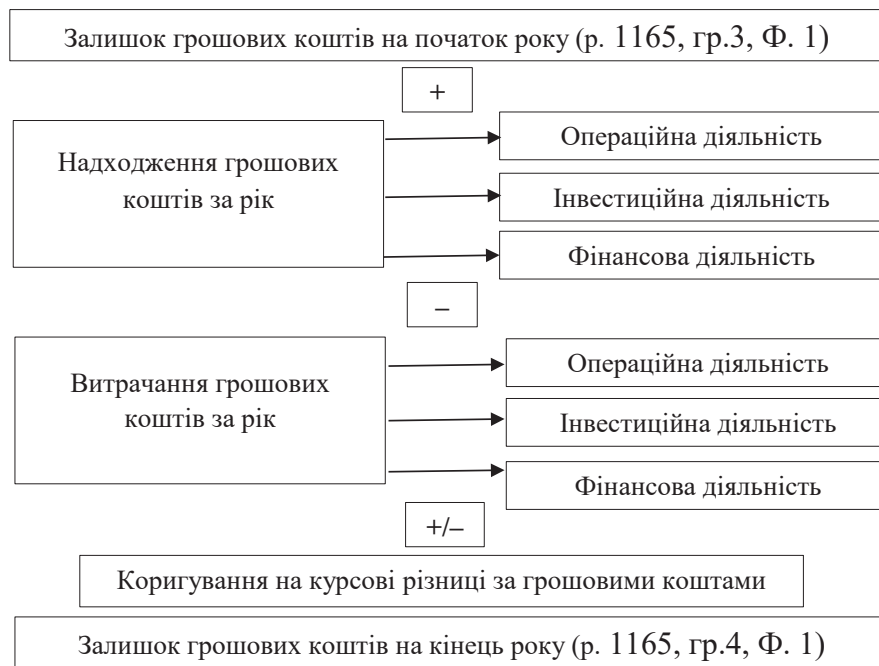 Залишок грошових коштів на початок року (р. 1165, гр.3, Ф. 1)
+
Надходження грошових
коштів за рік
Операційна діяльність
Інвестиційна діяльність
Фінансова діяльність
–
Витрачання грошових
коштів за рік
Операційна діяльність
Інвестиційна діяльність
Фінансова діяльність
+/–
Коригування на курсові різниці за грошовими коштами
Залишок грошових коштів на кінець року (р. 1165, гр.4, Ф. 1)